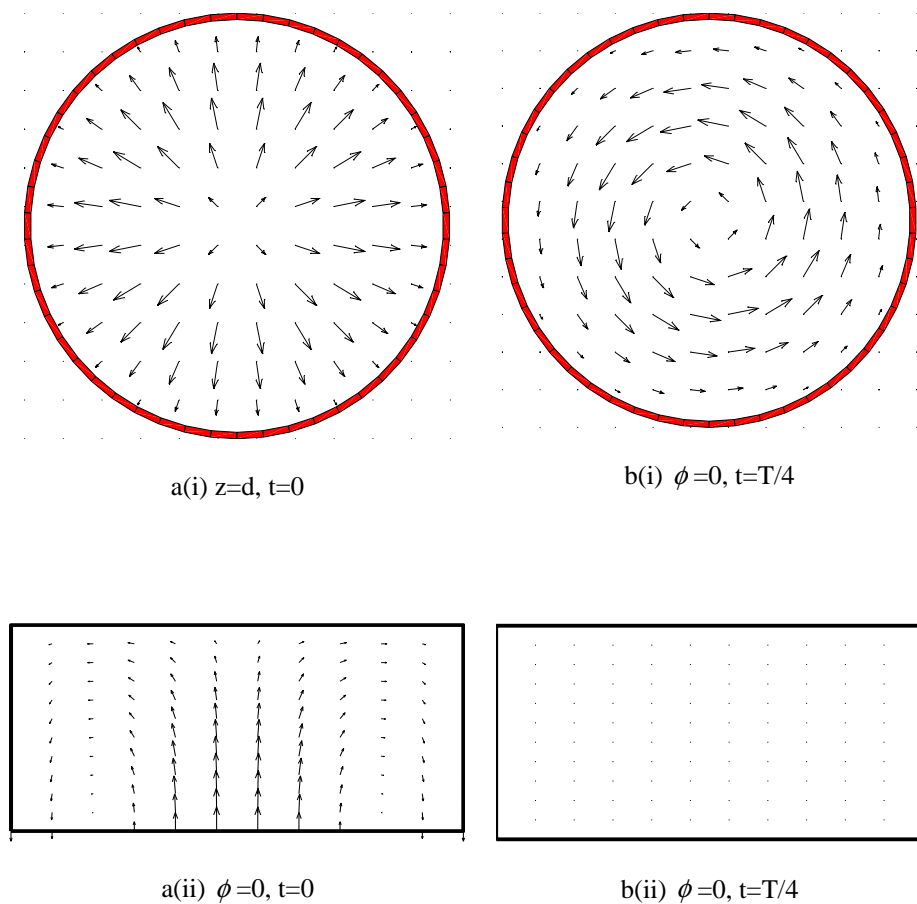 a(i) z=d, t=0
b(i) ϕ=0, t=T/4
a(ii) ϕ=0, t=0
b(ii) ϕ=0, t=T/4